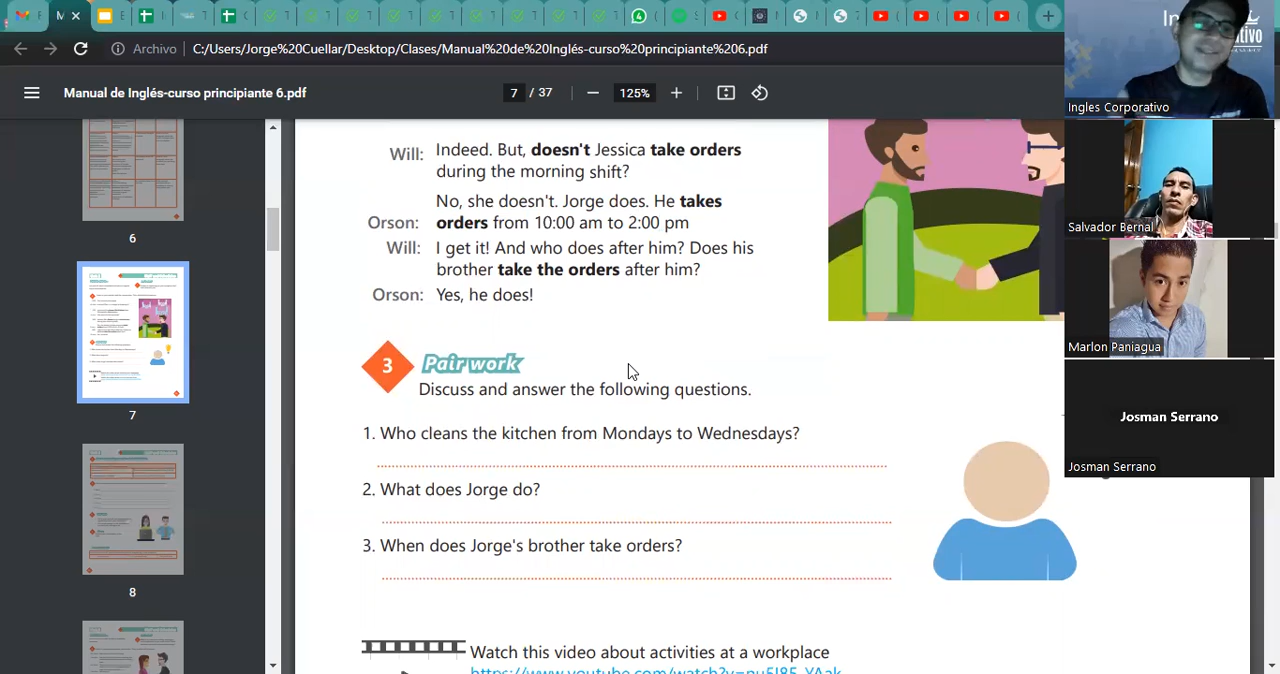 Archivo
C:/Users/Jorge%20Cuellar/Desktop/Clases/Manual%20de%20Inglés-curso%20principiante%206.pdf
Manual de Inglés-curso principiante 6.pdf
7 / 37
125%
6
7
8
Will: Indeed. But, doesn't Jessica take orders
during the morning shift?
No, she doesn't. Jorge does. He takes
Orson: orders from 10:00 am to 2:00 pm
Will: I get it! And who does after him? Does his
brother take the orders after him?
Orson: Yes, he does!
3 Pair work
Discuss and answer the following questions.
1. Who cleans the kitchen from Mondays to Wednesdays?
2. What does Jorge do?
3. When does Jorge's brother take orders?
Watch this video about activities at a workplace
Ingles Corporativo
Salvador Bernal
Marlon Paniagua
Josman Serrano
Josman Serrano